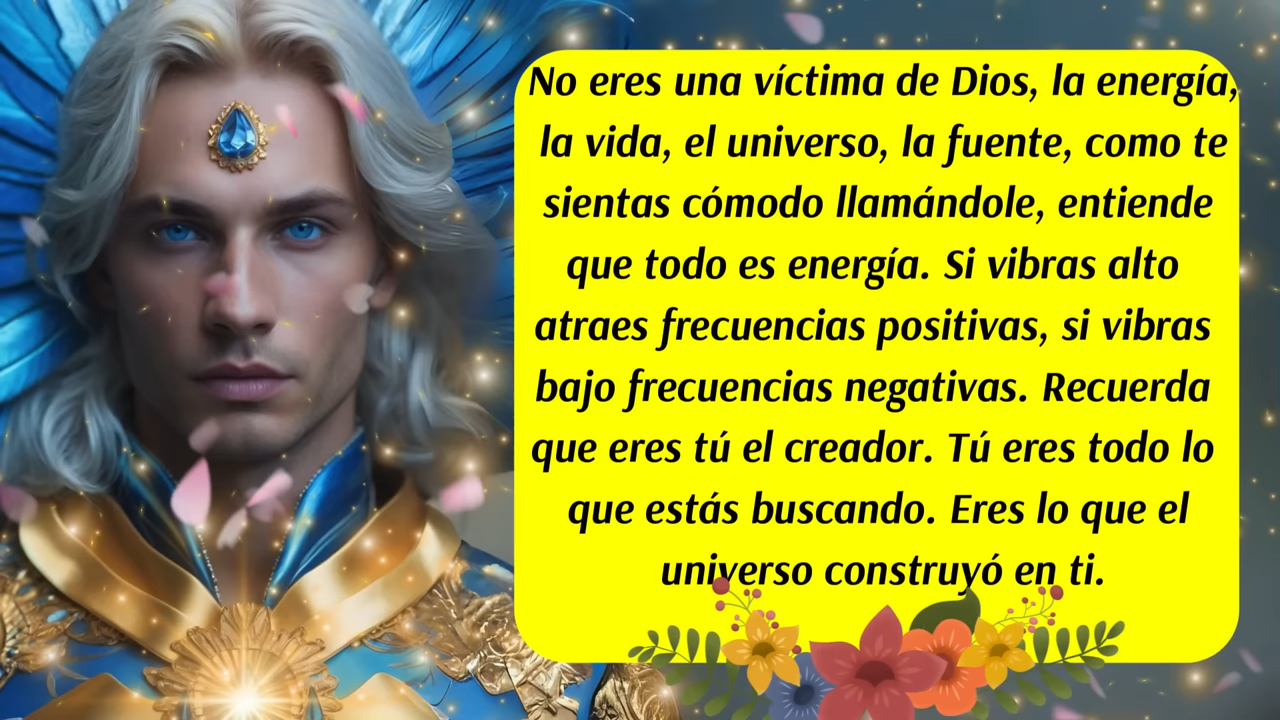 No eres una víctima de Dios, la energía,
la vida, el universo, la fuente, como te
sientas cómodo llamándole, entiende
que todo es energía. Si vibras alto
atraes frecuencias positivas, si vibras
bajo frecuencias negativas. Recuerda
que eres tú el creador. Tú eres todo lo
que estás buscando. Eres lo que el
universo construyó en ti.